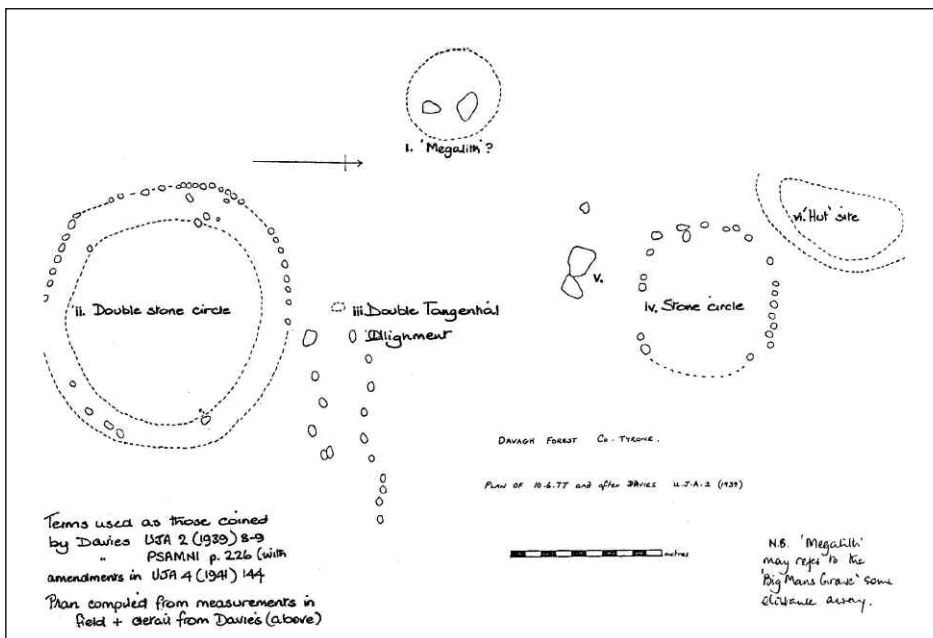 I. 'Megalith'?
ii. Double stone circle
iii Double Tangential
Alignment
v.
iv. Stone circle
vi 'Hut' site
DAVAGH FOREST CO. TYRONE.
PLAN OF 10.6.77 and after DAVIES U.J.A. 2 (1939)
metres
Terms used as those coined
by Davies UJA 2 (1939) 8-9
" PSAMNI p. 226 (with
amendments in UJA 4 (1941) 144
Plan compiled from measurements in
field + detail from Davies (above)
N.B. 'Megalith'
may refer to the
'Big Mans Grave' some
distance away.